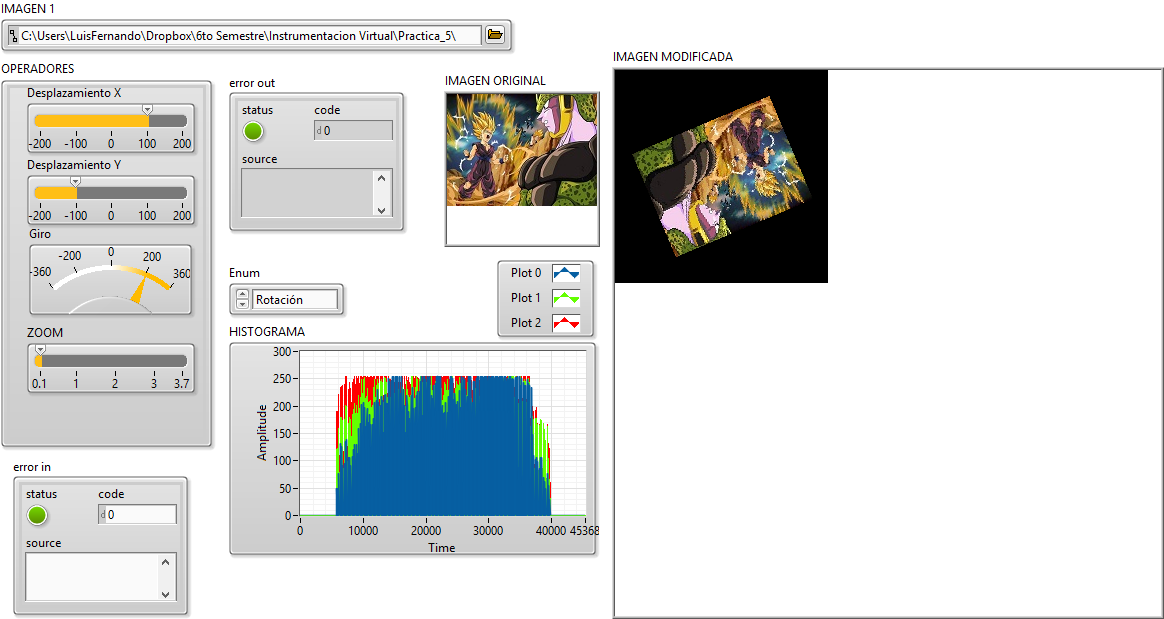 IMAGEN 1
C:\Users\LuisFernando\Dropbox\6to Semestre\Instrumentacion Virtual\Practica_5\
OPERADORES
Desplazamiento X
-200 -100 0 100 200
Desplazamiento Y
-200 -100 0 100 200
Giro
-360 -200 0 200 360
ZOOM
0.1 1 2 3 3.7
error in
status code
d 0
source
error out
status code
d 0
source
Enum
Rotación
IMAGEN ORIGINAL
Plot 0
Plot 1
Plot 2
HISTOGRAMA
Amplitude
300
250
200
150
100
50
0
0 10000 20000 30000 40000 45368
Time
IMAGEN MODIFICADA